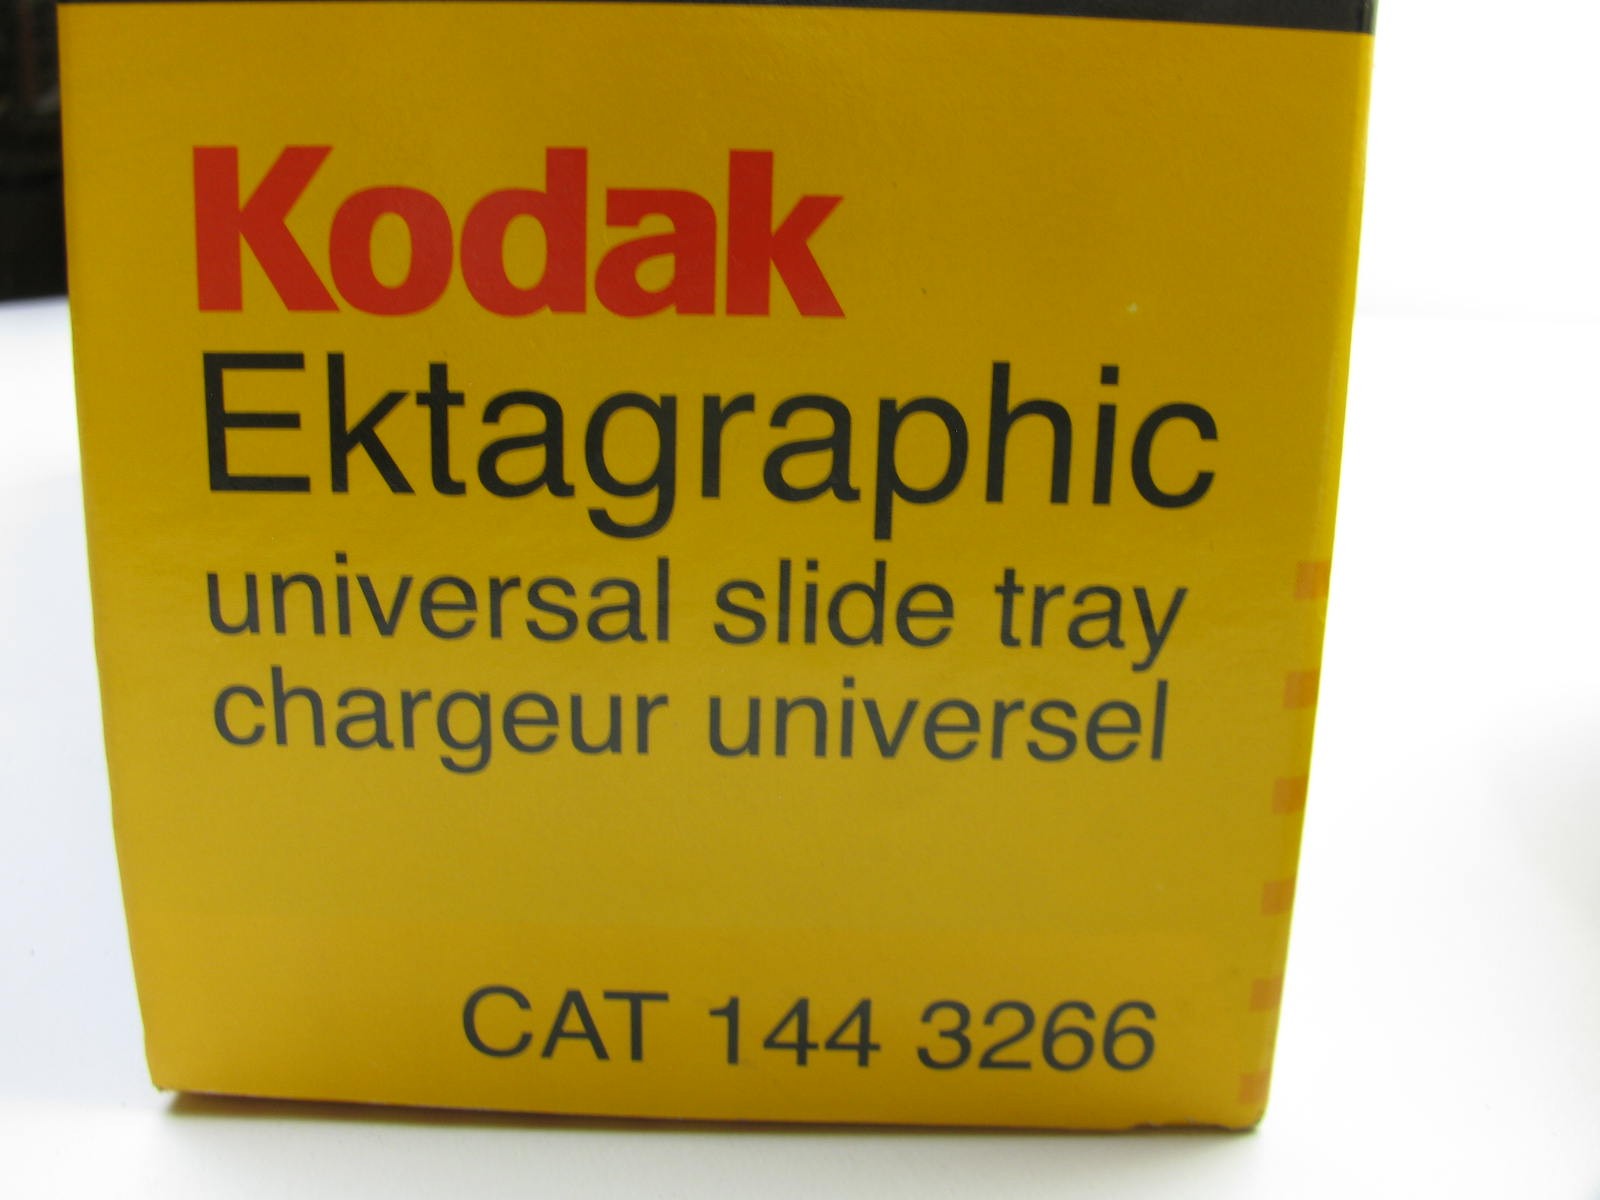 Kodak
Ektagraphic
universal slide tray
chargeur universel
CAT 144 3266